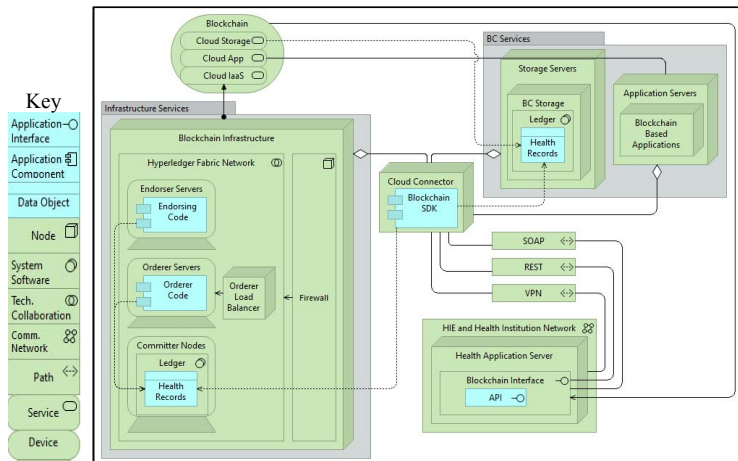 Key
Application
Interface
Application
Component
Data Object
Node
System
Software
Tech.
Collaboration
Comm.
Network
Path
Service
Device
Blockchain
Cloud Storage
Cloud App
Cloud IaaS
Infrastructure Services
Blockchain Infrastructure
Hyperledger Fabric Network
Endorser Servers
Endorsing
Code
Orderer Servers
Orderer
Code
Orderer
Load
Balancer
Firewall
Committer Nodes
Ledger
Health
Records
Cloud Connector
Blockchain
SDK
BC Services
Storage Servers
BC Storage
Ledger
Health
Records
Application Servers
Blockchain
Based
Applications
SOAP
REST
VPN
HIE and Health Institution Network
Health Application Server
Blockchain Interface
API